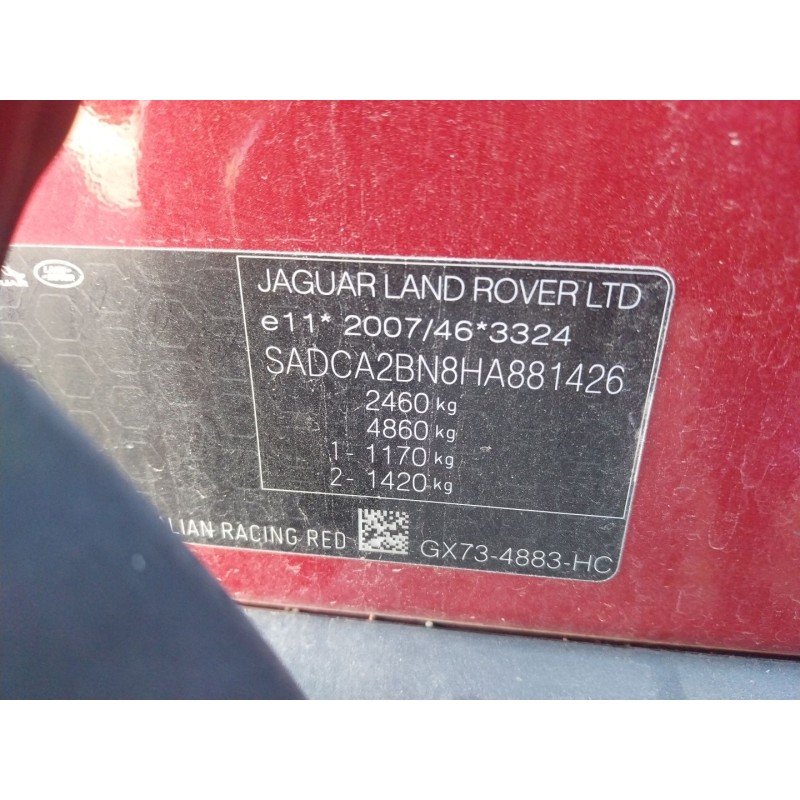 JAGUAR LAND ROVER LTD
e11* 2007/46*3324
SADCA2BN8HA881426
2460 kg
4860 kg
1- 1170 kg
2- 1420 kg
LIAN RACING RED
GX73-4883-HC